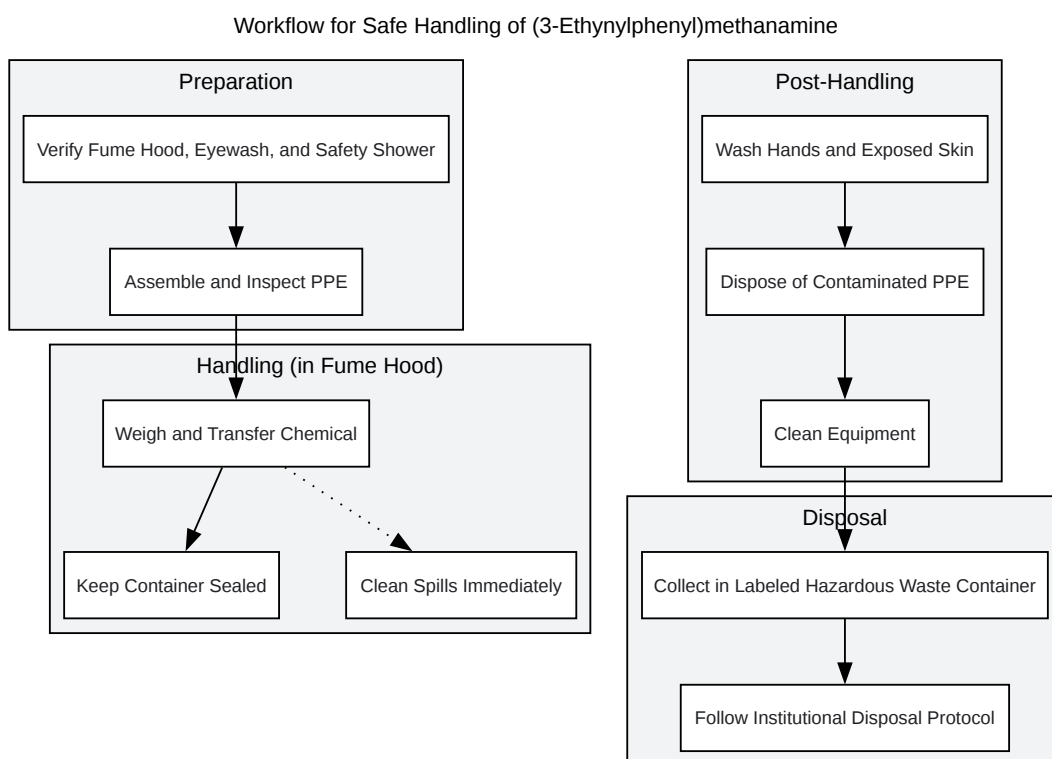 Workflow for Safe Handling of (3-Ethynylphenyl)methanamine
Preparation
Verify Fume Hood, Eyewash, and Safety Shower
Assemble and Inspect PPE
Handling (in Fume Hood)
Weigh and Transfer Chemical
Keep Container Sealed
Clean Spills Immediately
Post-Handling
Wash Hands and Exposed Skin
Dispose of Contaminated PPE
Clean Equipment
Disposal
Collect in Labeled Hazardous Waste Container
Follow Institutional Disposal Protocol